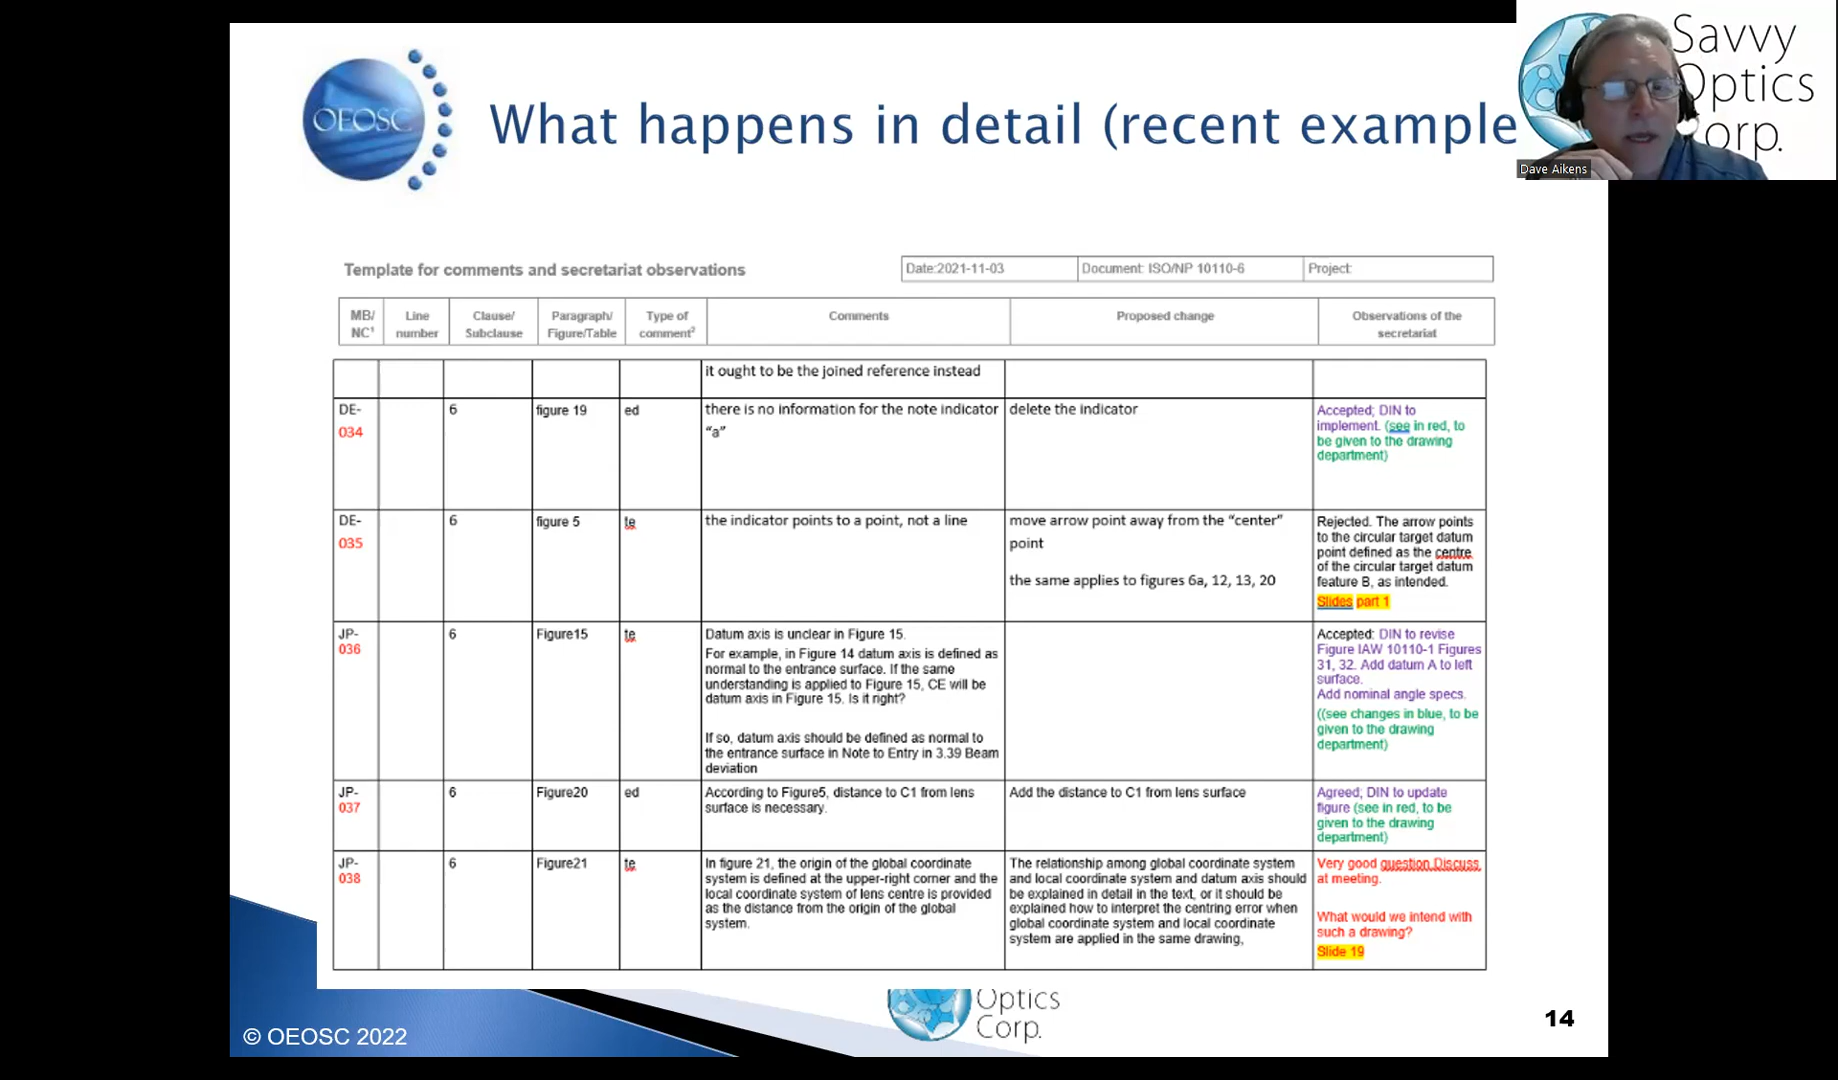 OEOSC
What happens in detail (recent example
Savvy
Optics
Corp.
Dave Aikens
Template for comments and secretariat observations
Date:2021-11-03
Document: ISO/NP 10110-6
Project:
MB/
NC¹
Line
number
Clause/
Subclause
Paragraph/
Figure/Table
Type of
comment²
Comments
Proposed change
Observations of the
secretariat
it ought to be the joined reference instead
DE-
034
6
figure 19
ed
there is no information for the note indicator
“a”
delete the indicator
Accepted; DIN to
implement. (see in red, to
be given to the drawing
department)
DE-
035
6
figure 5
te
the indicator points to a point, not a line
move arrow point away from the “center”
point
the same applies to figures 6a, 12, 13, 20
Rejected. The arrow points
to the circular target datum
point defined as the centre
of the circular target datum
feature B, as intended.
Slides part 1
JP-
036
6
Figure15
te
Datum axis is unclear in Figure 15.
For example, in Figure 14 datum axis is defined as
normal to the entrance surface. If the same
understanding is applied to Figure 15, CE will be
datum axis in Figure 15. Is it right?
If so, datum axis should be defined as normal to
the entrance surface in Note to Entry in 3.39 Beam
deviation
Accepted: DIN to revise
Figure IAW 10110-1 Figures
31, 32. Add datum A to left
surface.
Add nominal angle specs.
((see changes in blue, to be
given to the drawing
department)
JP-
037
6
Figure20
ed
According to Figure5, distance to C1 from lens
surface is necessary.
Add the distance to C1 from lens surface
Agreed; DIN to update
figure (see in red, to be
given to the drawing
department)
JP-
038
6
Figure21
te
In figure 21, the origin of the global coordinate
system is defined at the upper-right corner and the
local coordinate system of lens centre is provided
as the distance from the origin of the global
system.
The relationship among global coordinate system
and local coordinate system and datum axis should
be explained in detail in the text, or it should be
explained how to interpret the centring error when
global coordinate system and local coordinate
system are applied in the same drawing,
Very good question.Discuss
at meeting.
What would we intend with
such a drawing?
Slide 19
Optics
Corp.
© OEOSC 2022
14